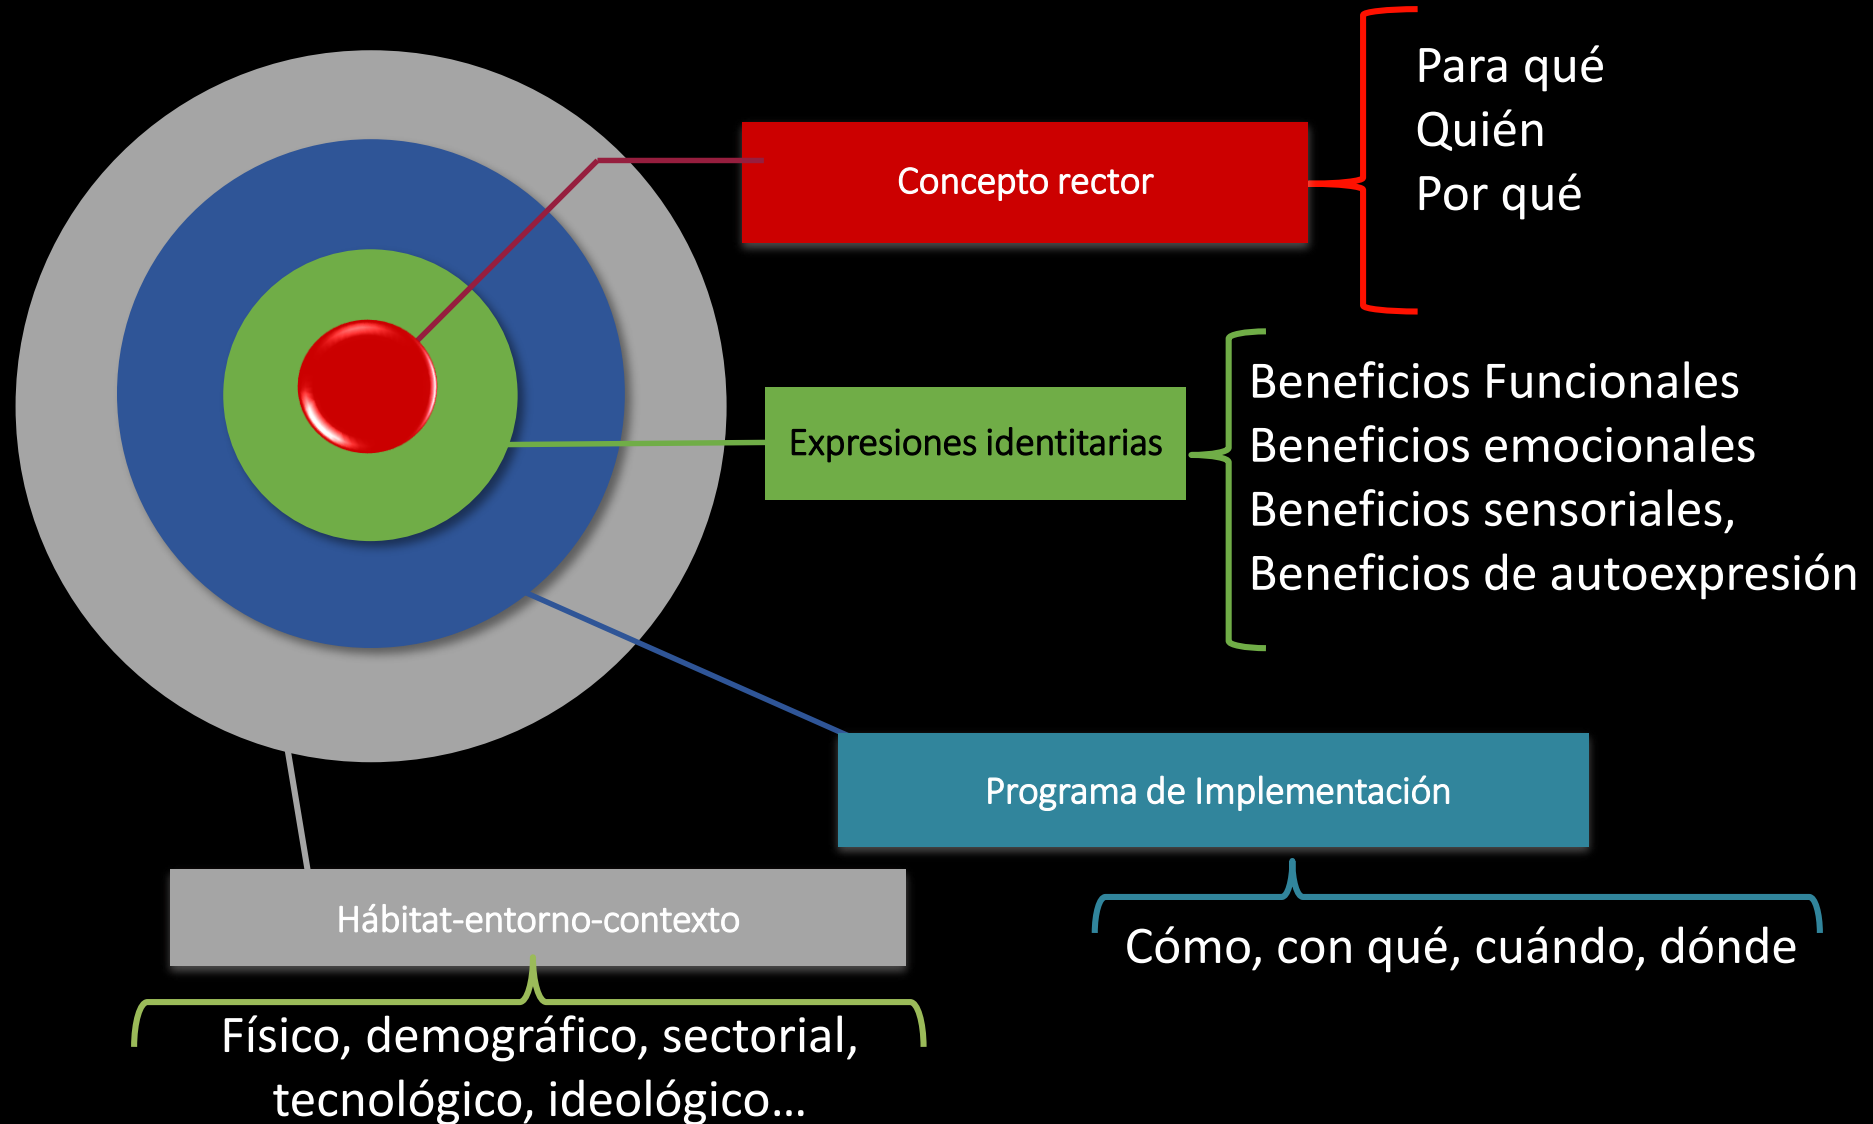 Concepto rector
Para qué
Quién
Por qué
Expresiones identitarias
Beneficios Funcionales
Beneficios emocionales
Beneficios sensoriales,
Beneficios de autoexpresión
Programa de Implementación
Cómo, con qué, cuándo, dónde
Hábitat-entorno-contexto
Físico, demográfico, sectorial,
tecnológico, ideológico...